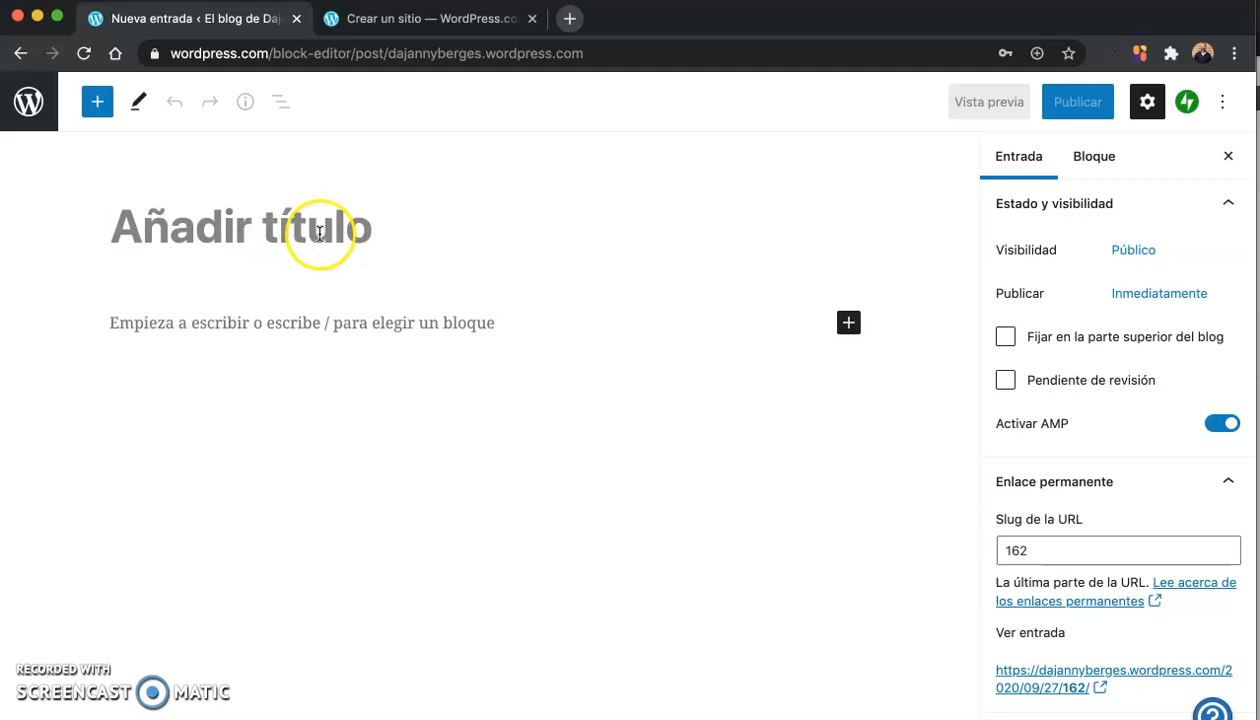 Nueva entrada ‹ El blog de Daj
Crear un sitio — WordPress.co
wordpress.com/block-editor/post/dajannyberges.wordpress.com
Vista previa
Publicar
Entrada
Bloque
Añadir título
Empieza a escribir o escribe / para elegir un bloque
Estado y visibilidad
Visibilidad
Público
Publicar
Inmediatamente
Fijar en la parte superior del blog
Pendiente de revisión
Activar AMP
Enlace permanente
Slug de la URL
162
La última parte de la URL. Lee acerca de
los enlaces permanentes
Ver entrada
https://dajannyberges.wordpress.com/2
020/09/27/162/
RECORDED WITH
SCREENCAST MATIC